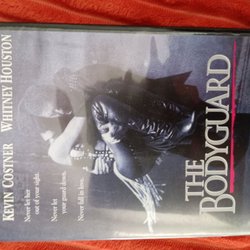 KEVIN COSTNER WHITNEY HOUSTON
Never let her
out of your sight.
Never let
your guard down.
Never fall in love.
THE
BODYGUARD